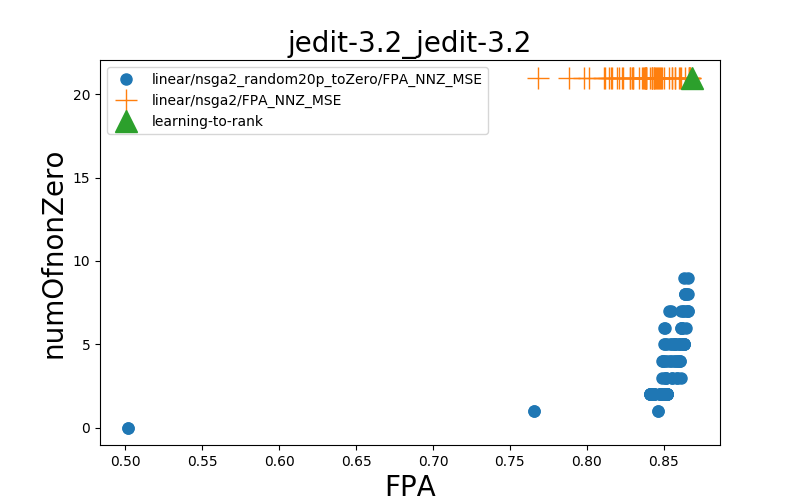 jedit-3.2_jedit-3.2
linear/nsga2_random20p_toZero/FPA_NNZ_MSE
linear/nsga2/FPA_NNZ_MSE
learning-to-rank
numOfnonZero
20
15
10
5
0
0.50 0.55 0.60 0.65 0.70 0.75 0.80 0.85
FPA